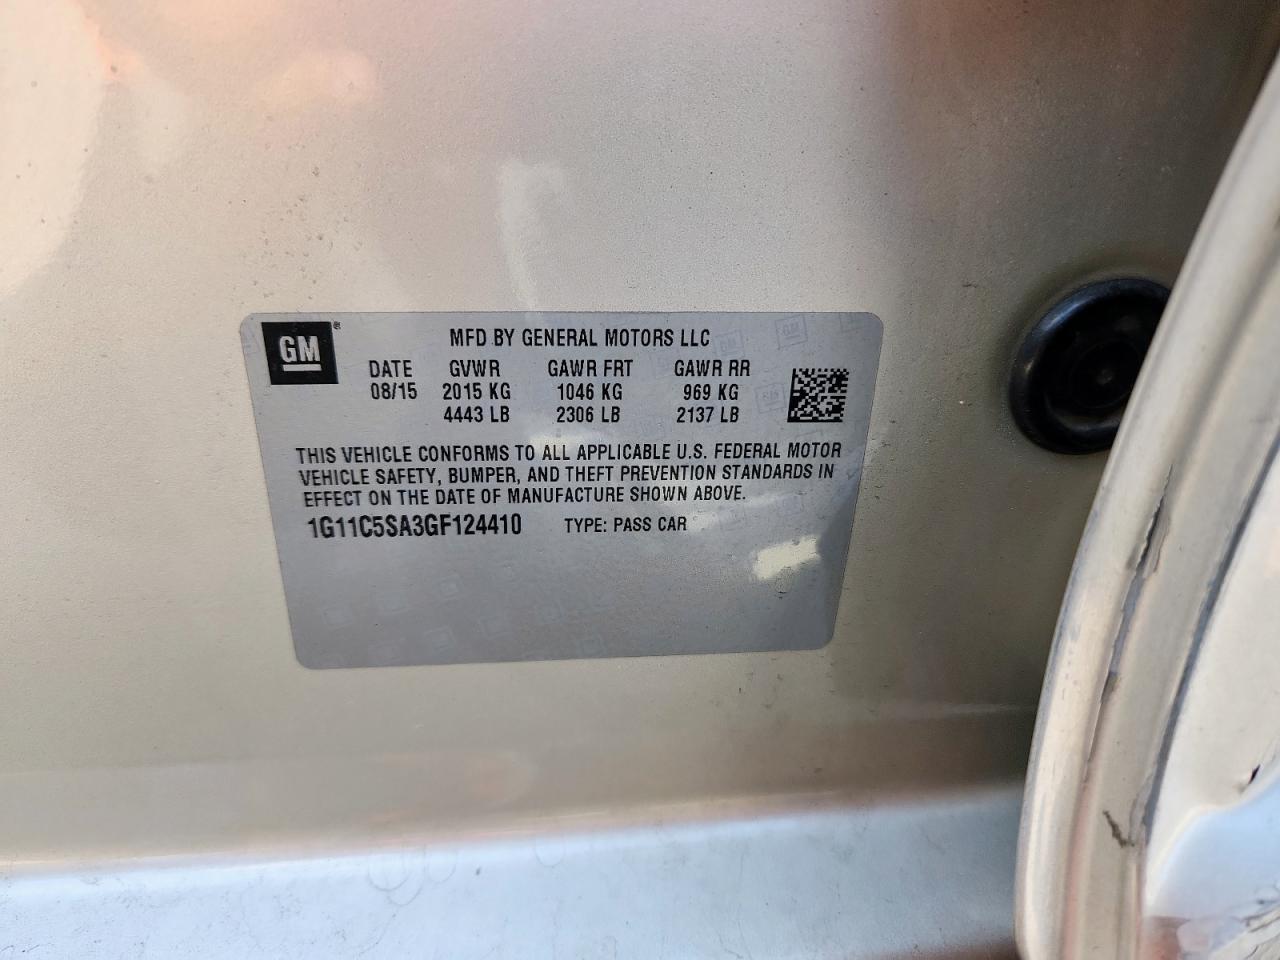 GM®
MFD BY GENERAL MOTORS LLC
DATE GVWR GAWR FRT GAWR RR
08/15 2015 KG 1046 KG 969 KG
4443 LB 2306 LB 2137 LB
THIS VEHICLE CONFORMS TO ALL APPLICABLE U.S. FEDERAL MOTOR
VEHICLE SAFETY, BUMPER, AND THEFT PREVENTION STANDARDS IN
EFFECT ON THE DATE OF MANUFACTURE SHOWN ABOVE.
1G11C5SA3GF124410 TYPE: PASS CAR